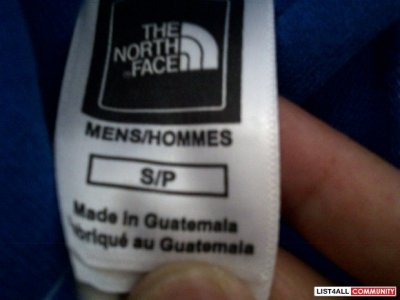 THE
NORTH
FACE
MENS/HOMMES
S/P
Made in Guatemala
Fabriqué au Guatemala
LIST4ALL COMMUNITY